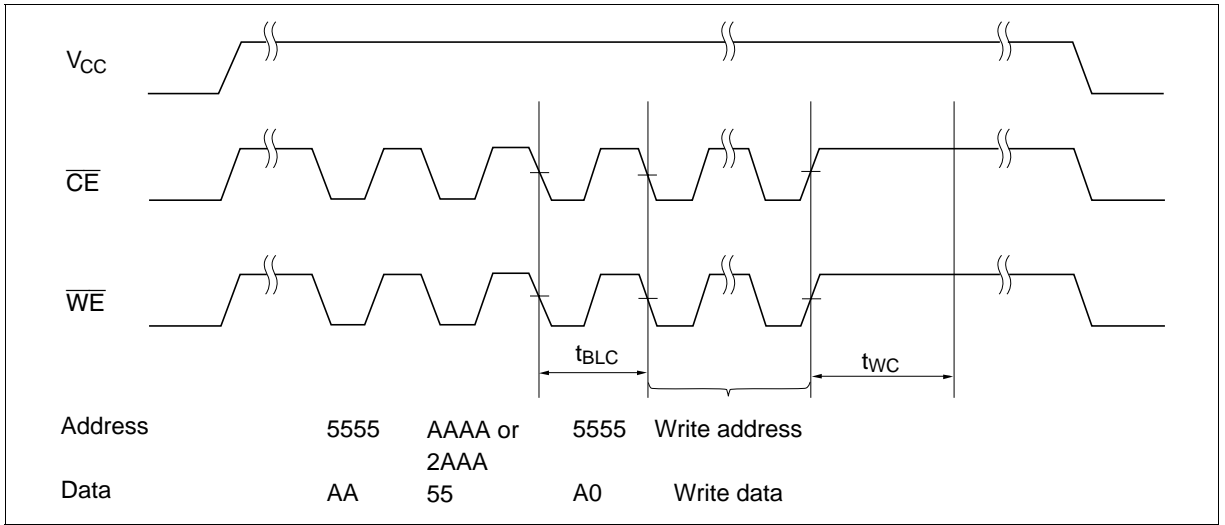 VCC
CE
WE
tBLC
tWC
Address 5555 AAAA or 5555 Write address
2AAA
Data AA 55 A0 Write data